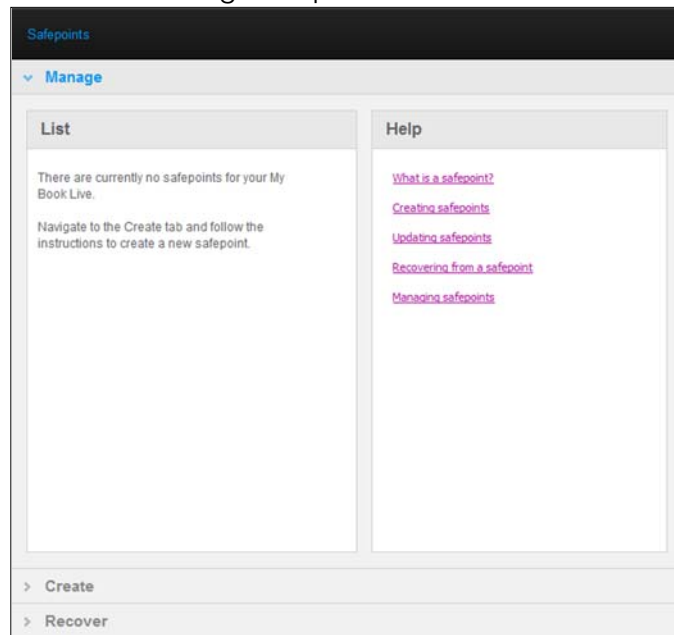 Safepoints
Manage
List
There are currently no safepoints for your My
Book Live.
Navigate to the Create tab and follow the
instructions to create a new safepoint.
Help
What is a safepoint?
Creating safepoints
Updating safepoints
Recovering from a safepoint
Managing safepoints
Create
Recover